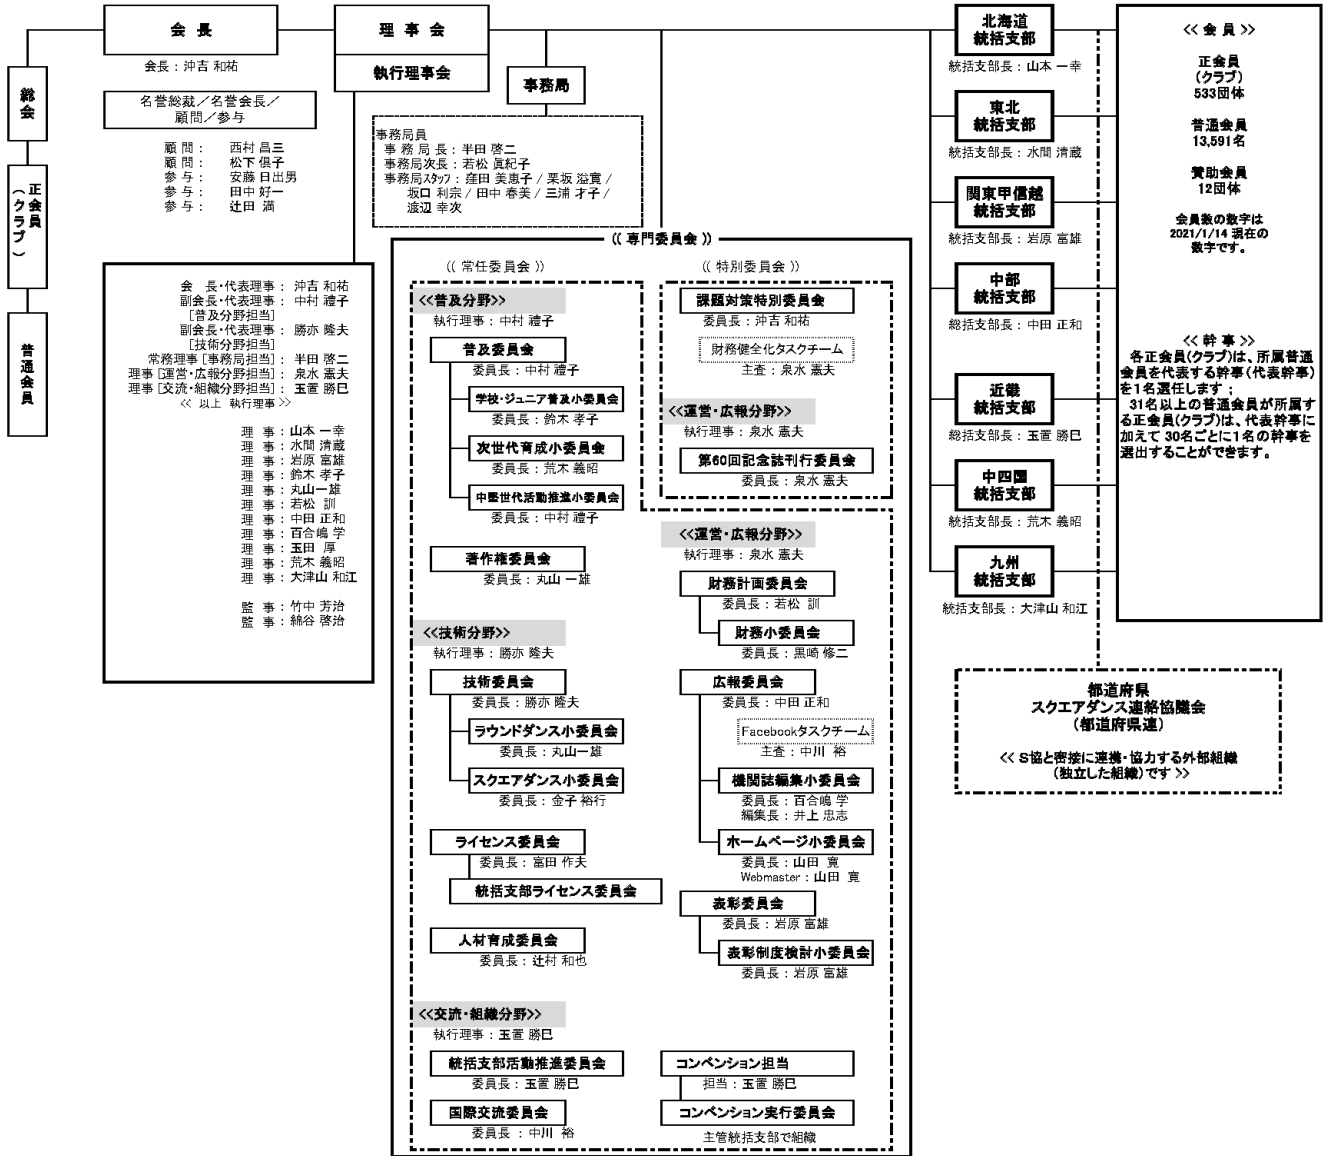 会 長
会長 : 沖吉 和祐
理 事 会
執行理事会
事務局
総会
正会員(クラブ)
普通会員
名誉総裁／名誉会長／
顧問／参与
顧 問 : 西村 昌三
顧 問 : 松下 倶子
参 与 : 安藤 日出男
参 与 : 田中 好一
参 与 : 辻田 満
事務局員
事 務 局 長 : 半田 啓二
事務局次長 : 若松 眞紀子
事務局スタッフ : 窪田 美恵子 / 栗坂 溢寛 /
坂口 利宗 / 田中 春美 / 三浦 才子 /
渡辺 幸次
会 長・代表理事 : 沖吉 和祐
副会長・代表理事 : 中村 禮子
[普及分野担当]
副会長・代表理事 : 勝亦 隆夫
[技術分野担当]
常務理事 [事務局担当] : 半田 啓二
理事 [運営・広報分野担当] : 泉水 憲夫
理事 [交流・組織分野担当] : 玉置 勝巳
<< 以上 執行理事 >>
理 事 : 山本 一幸
理 事 : 水間 清蔵
理 事 : 岩原 富雄
理 事 : 鈴木 孝子
理 事 : 丸山 一雄
理 事 : 若松 訓
理 事 : 中田 正和
理 事 : 百合嶋 学
理 事 : 玉田 厚
理 事 : 荒木 義昭
理 事 : 大津山 和江
監 事 : 竹中 芳治
監 事 : 綿谷 啓治
(( 専門委員会 ))
(( 常任委員会 ))
<<普及分野>>
執行理事 : 中村 禮子
普及委員会
委員長 : 中村 禮子
学校・ジュニア普及小委員会
委員長 : 鈴木 孝子
次世代育成小委員会
委員長 : 荒木 義昭
中堅世代活動推進小委員会
委員長 : 中村 禮子
著作権委員会
委員長 : 丸山 一雄
<<技術分野>>
執行理事 : 勝亦 隆夫
技術委員会
委員長 : 勝亦 隆夫
ラウンドダンス小委員会
委員長 : 丸山一雄
スクエアダンス小委員会
委員長 : 金子 裕行
ライセンス委員会
委員長 : 富田 作夫
統括支部ライセンス委員会
人材育成委員会
委員長 : 辻村 和也
<<交流・組織分野>>
執行理事 : 玉置 勝巳
統括支部活動推進委員会
委員長 : 玉置 勝巳
国際交流委員会
委員長 : 中川 裕
(( 特別委員会 ))
課題対策特別委員会
委員長 : 沖吉 和祐
財務健全化タスクチーム
主査 : 泉水 憲夫
<<運営・広報分野>>
執行理事 : 泉水 憲夫
第60回記念誌刊行委員会
委員長 : 泉水 憲夫
<<運営・広報分野>>
執行理事 : 泉水 憲夫
財務計画委員会
委員長 : 若松 訓
財務小委員会
委員長 : 黒崎 修二
広報委員会
委員長 : 中田 正和
Facebookタスクチーム
主査 : 中川 裕
機関誌編集小委員会
委員長 : 百合嶋 学
編集長 : 井上 忠志
ホームページ小委員会
委員長 : 山田 寛
Webmaster : 山田 寛
表彰委員会
委員長 : 岩原 富雄
表彰制度検討小委員会
委員長 : 岩原 富雄
コンベンション担当
担当 : 玉置 勝巳
コンベンション実行委員会
主管統括支部で組織
北海道
統括支部
統括支部長 : 山本 一幸
東北
統括支部
統括支部長 : 水間 清蔵
関東甲信越
統括支部
統括支部長 : 岩原 富雄
中部
統括支部
総括支部長 : 中田 正和
近畿
統括支部
総括支部長 : 玉置 勝巳
中四国
統括支部
統括支部長 : 荒木 義昭
九州
統括支部
統括支部長 : 大津山 和江
<< 会 員 >>
正会員
(クラブ)
533団体
普通会員
13,591名
賛助会員
12団体
会員数の数字は
2021/1/14 現在の
数字です。
<< 幹 事 >>
各正会員(クラブ)は、所属普通
会員を代表する幹事(代表幹事)
を1名選任します；
31名以上の普通会員が所属す
る正会員(クラブ)は、代表幹事に
加えて 30名ごとに1名の幹事を
選出することができます。
都道府県
スクエアダンス連絡協議会
(都道府県連)
<< S協と密接に連携・協力する外部組織
(独立した組織)です >>